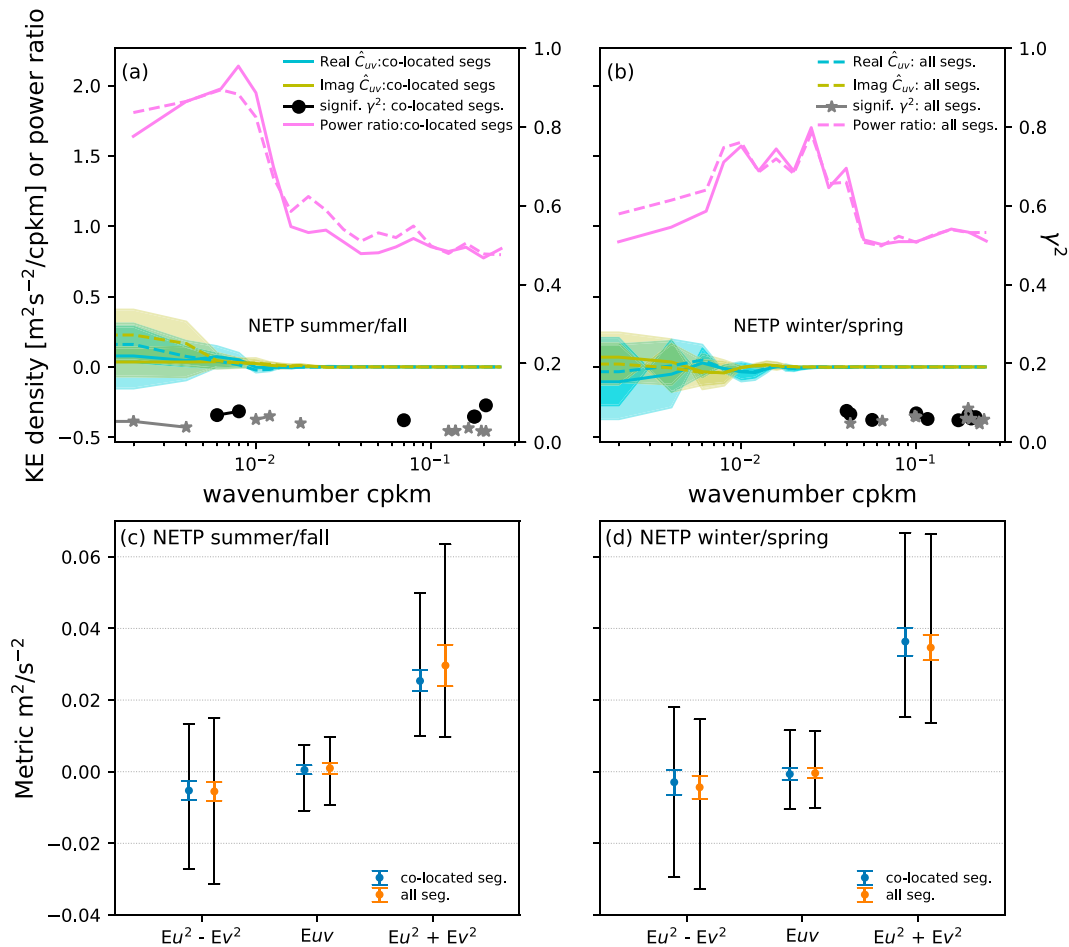 KE density [m²s⁻²/cpkm] or power ratio
(a)
Real Ĉuv:co-located segs
Imag Ĉuv:co-located segs
signif. γ²: co-located segs.
Power ratio:co-located segs
2.0
1.5
1.0
0.5
0.0
−0.5
1.0
0.8
0.6
0.4
0.2
0.0
NETP summer/fall
10⁻²
10⁻¹
wavenumber cpkm
(b)
Real Ĉuv: all segs.
Imag Ĉuv: all segs.
signif. γ²: all segs.
Power ratio: all segs.
1.0
0.8
0.6
0.4
0.2
0.0
γ²
NETP winter/spring
10⁻²
10⁻¹
wavenumber cpkm
Metric m²/s⁻²
(c) NETP summer/fall
0.06
0.04
0.02
0.00
−0.02
−0.04
co-located seg.
all seg.
Eu² - Ev²
Euv
Eu² + Ev²
(d) NETP winter/spring
co-located seg.
all seg.
Eu² - Ev²
Euv
Eu² + Ev²